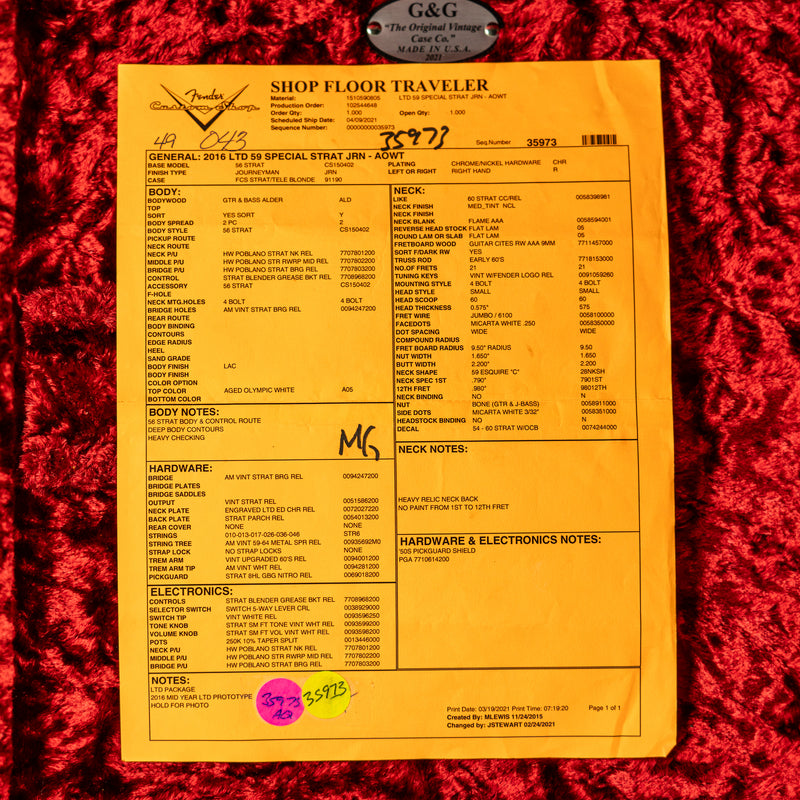 G&G
"The Original Vintage
Case Co."
MADE IN U.S.A.
2021
Fender
Custom Shop
SHOP FLOOR TRAVELER
Material: 1510590805 LTD 59 SPECIAL STRAT JRN - AOWT
Production Order: 102544648
Order Qty: 1.000 Open Qty: 1.000
Scheduled Ship Date: 04/09/2021
Sequence Number: 00000000035973
49 043 35973 Seq.Number 35973
GENERAL: 2016 LTD 59 SPECIAL STRAT JRN - AOWT
BASE MODEL 56 STRAT CS150402 PLATING CHROME/NICKEL HARDWARE CHR
FINISH TYPE JOURNEYMAN JRN LEFT OR RIGHT RIGHT HAND R
CASE FCS STRAT/TELE BLONDE 91190
BODY:
BODYWOOD GTR & BASS ALDER ALD
TOP
SORT YES SORT Y
BODY SPREAD 2 PC 2
BODY STYLE 56 STRAT CS150402
PICKUP ROUTE
NECK ROUTE
NECK P/U HW POBLANO STRAT NK REL 7707801200
MIDDLE P/U HW POBLANO STR RWRP MID REL 7707802200
BRIDGE P/U HW POBLANO STRAT BRG REL 7707803200
CONTROL STRAT BLENDER GREASE BKT REL 7708968200
ACCESSORY 56 STRAT CS150402
F-HOLE
NECK MTG.HOLES 4 BOLT 4 BOLT
BRIDGE HOLES AM VINT STRAT BRG REL 0094247200
REAR ROUTE
BODY BINDING
CONTOURS
EDGE RADIUS
HEEL
SAND GRADE
BODY FINISH LAC
BODY FINISH
COLOR OPTION
TOP COLOR AGED OLYMPIC WHITE A05
BOTTOM COLOR
BODY NOTES:
56 STRAT BODY & CONTROL ROUTE
DEEP BODY CONTOURS
HEAVY CHECKING
MG
HARDWARE:
BRIDGE AM VINT STRAT BRG REL 0094247200
BRIDGE PLATES
BRIDGE SADDLES
OUTPUT VINT STRAT REL 0051586200
NECK PLATE ENGRAVED LTD ED CHR REL 0072027220
BACK PLATE STRAT PARCH REL 0054013200
REAR COVER NONE NONE
STRINGS 010-013-017-026-036-046 STR6
STRING TREE AM VINT 59-64 METAL SPR REL 00935692M0
STRAP LOCK NO STRAP LOCKS NONE
TREM ARM VINT UPGRADED 60'S REL 0094001200
TREM ARM TIP AM VINT WHT REL 0094281200
PICKGUARD STRAT 8HL GBG NITRO REL 0069018200
ELECTRONICS:
CONTROLS STRAT BLENDER GREASE BKT REL 7708968200
SELECTOR SWITCH SWITCH 5-WAY LEVER CRL 0038929000
SWITCH TIP VINT WHITE REL 0093596250
TONE KNOB STRAT SM FT TONE VINT WHT REL 0093599200
VOLUME KNOB STRAT SM FT VOL VINT WHT REL 0093598200
POTS 250K 10% TAPER SPLIT 0013446000
NECK P/U HW POBLANO STRAT NK REL 7707801200
MIDDLE P/U HW POBLANO STR RWRP MID REL 7707802200
BRIDGE P/U HW POBLANO STRAT BRG REL 7707803200
NECK:
LIKE 60 STRAT CC/REL 0058398981
NECK FINISH MED_TINT NCL
NECK FINISH
NECK BLANK FLAME AAA 0058594001
REVERSE HEAD STOCK FLAT LAM 05
ROUND LAM OR SLAB FLAT LAM 05
FRETBOARD WOOD GUITAR CITES RW AAA 9MM 7711457000
SORT F/DARK RW YES
TRUSS ROD EARLY 60'S 7718153000
NO.OF FRETS 21 21
TUNING KEYS VINT W/FENDER LOGO REL 0091059260
MOUNTING STYLE 4 BOLT 4 BOLT
HEAD STYLE SMALL SMALL
HEAD SCOOP 60 60
HEAD THICKNESS 0.575" 575
FRET WIRE JUMBO / 6100 0058100000
FACEDOTS MICARTA WHITE .250 0058350000
DOT SPACING WIDE WIDE
COMPOUND RADIUS
FRET BOARD RADIUS 9.50" RADIUS 9.50
NUT WIDTH 1.650" 1.650
BUTT WIDTH 2.200" 2.200
NECK SHAPE 59 ESQUIRE "C" 28NKSH
NECK SPEC 1ST .790" 7901ST
12TH FRET .980" 98012TH
NECK BINDING NO N
NUT BONE (GTR & J-BASS) 0058911000
SIDE DOTS MICARTA WHITE 3/32" 0058351000
HEADSTOCK BINDING NO N
DECAL 54 - 60 STRAT W/OCB 0074244000
NECK NOTES:
HEAVY RELIC NECK BACK
NO PAINT FROM 1ST TO 12TH FRET
HARDWARE & ELECTRONICS NOTES:
'50S PICKGUARD SHIELD
PGA 7710614200
NOTES:
LTD PACKAGE
2016 MID YEAR LTD PROTOTYPE
HOLD FOR PHOTO
35973
35973
Print Date: 03/19/2021 Print Time: 07:19:20 Page 1 of 1
Created By: MLEWIS 11/24/2015
Changed by: JSTEWART 02/24/2021